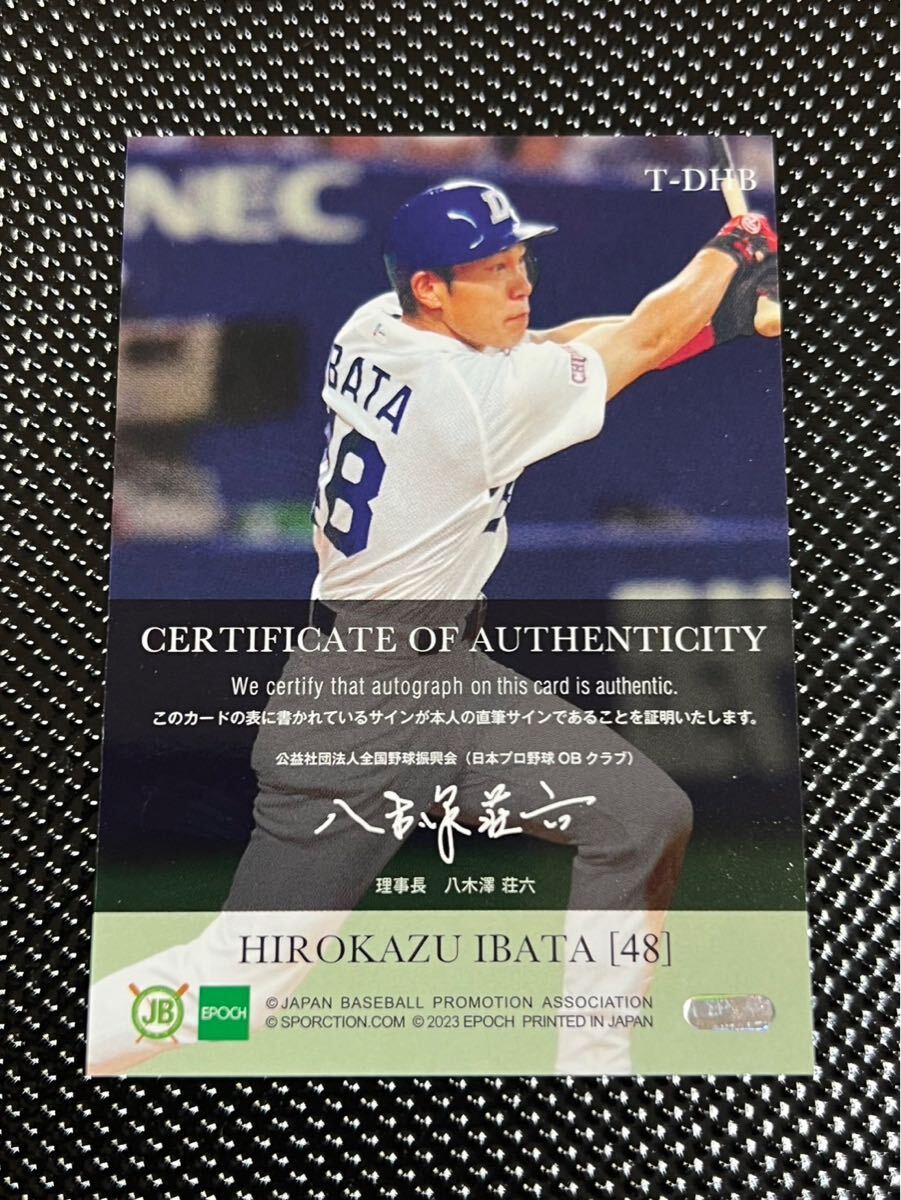 NEC
T-DHB
D
CHU
BATA
48
CERTIFICATE OF AUTHENTICITY
We certify that autograph on this card is authentic.
このカードの表に書かれているサインが本人の直筆サインであることを証明いたします。
公益社団法人全国野球振興会（日本プロ野球OBクラブ）
八木澤荘六
理事長 八木澤 荘六
HIROKAZU IBATA [48]
JB
EPOCH
© JAPAN BASEBALL PROMOTION ASSOCIATION
© SPORCTION.COM © 2023 EPOCH PRINTED IN JAPAN